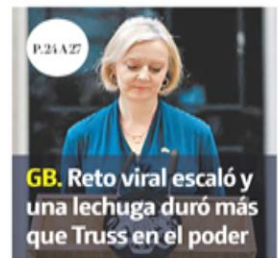 P.24 A 27
GB. Reto viral escaló y
una lechuga duró más
que Truss en el poder